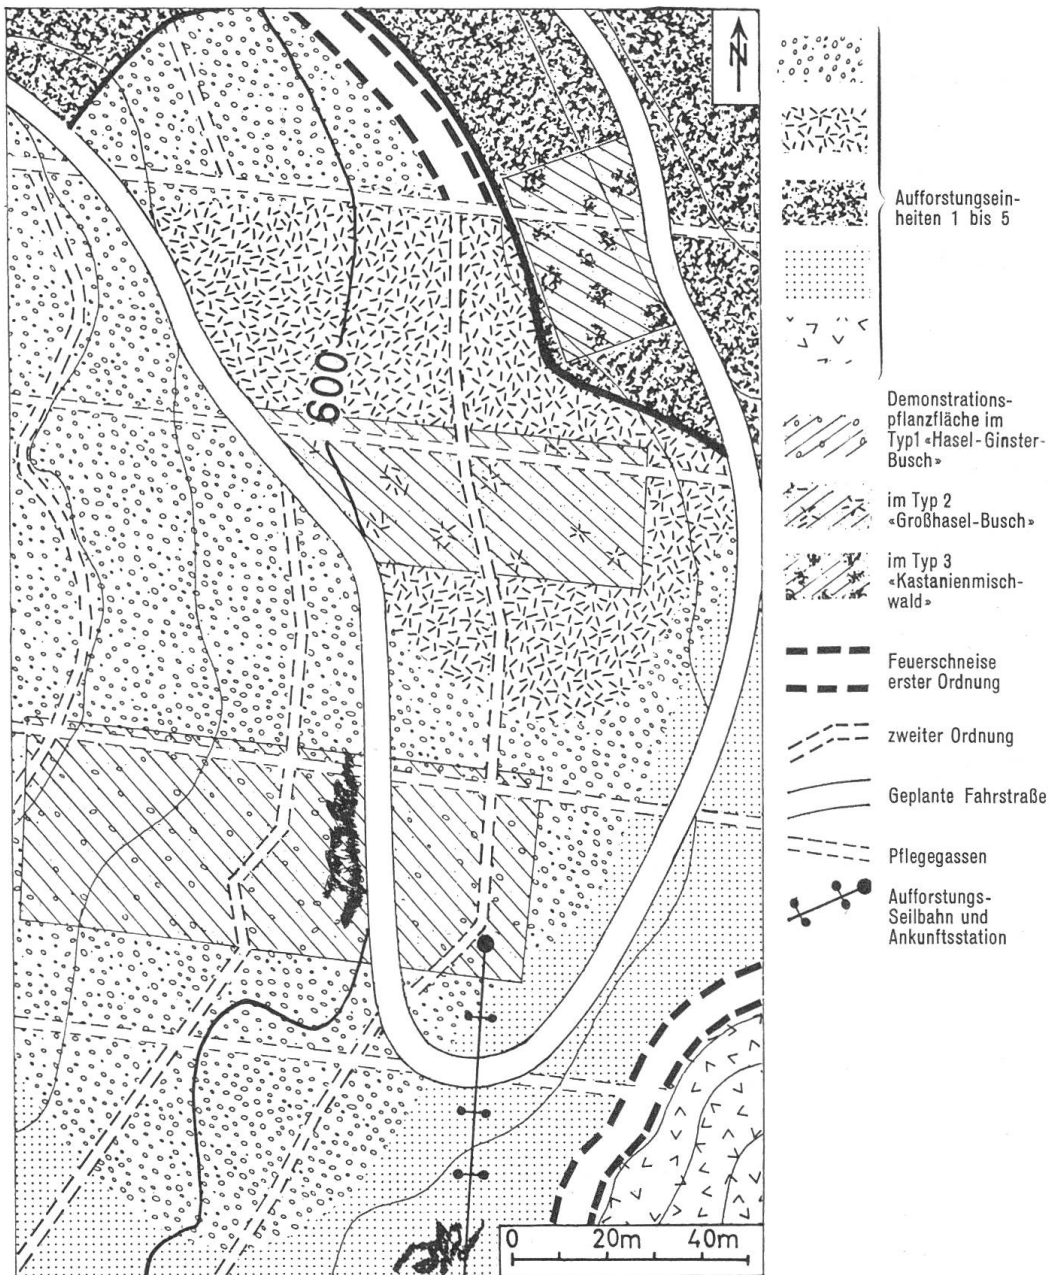 N
Aufforstungsein-
heiten 1 bis 5
600
Demonstrations-
pflanzfläche im
Typ1 «Hasel-Ginster-
Busch»
im Typ 2
«Großhasel-Busch»
im Typ 3
«Kastanienmisch-
wald»
Feuerschneise
erster Ordnung
zweiter Ordnung
Geplante Fahrstraße
Pflegegassen
Aufforstungs-
Seilbahn und
Ankunftsstation
0 20m 40m